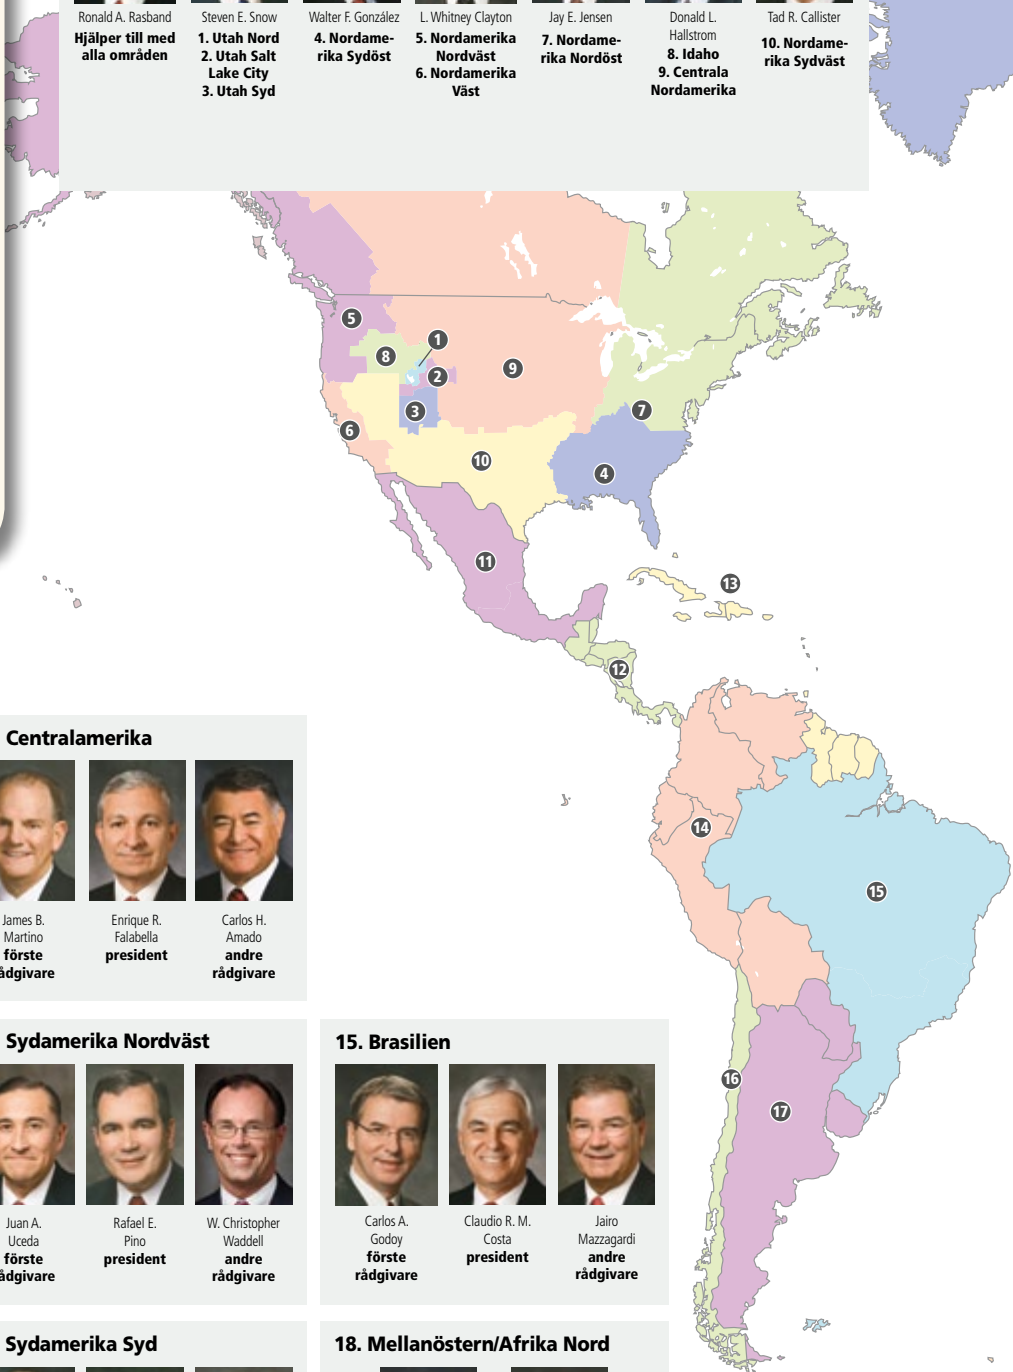 Ronald A. Rasband
Hjälper till med
alla områden
Steven E. Snow
1. Utah Nord
2. Utah Salt
Lake City
3. Utah Syd
Walter F. González
4. Nordame-
rika Sydöst
L. Whitney Clayton
5. Nordamerika
Nordväst
6. Nordamerika
Väst
Jay E. Jensen
7. Nordame-
rika Nordöst
Donald L.
Hallstrom
8. Idaho
9. Centrala
Nordamerika
Tad R. Callister
10. Nordame-
rika Sydväst
5
1
8
2
9
3
7
6
10
4
11
13
12
14
15
16
17
Centralamerika
James B.
Martino
förste
ådgivare
Enrique R.
Falabella
president
Carlos H.
Amado
andre
rådgivare
Sydamerika Nordväst
Juan A.
Uceda
förste
ådgivare
Rafael E.
Pino
president
W. Christopher
Waddell
andre
rådgivare
15. Brasilien
Carlos A.
Godoy
förste
rådgivare
Claudio R. M.
Costa
president
Jairo
Mazzagardi
andre
rådgivare
Sydamerika Syd
18. Mellanöstern/Afrika Nord